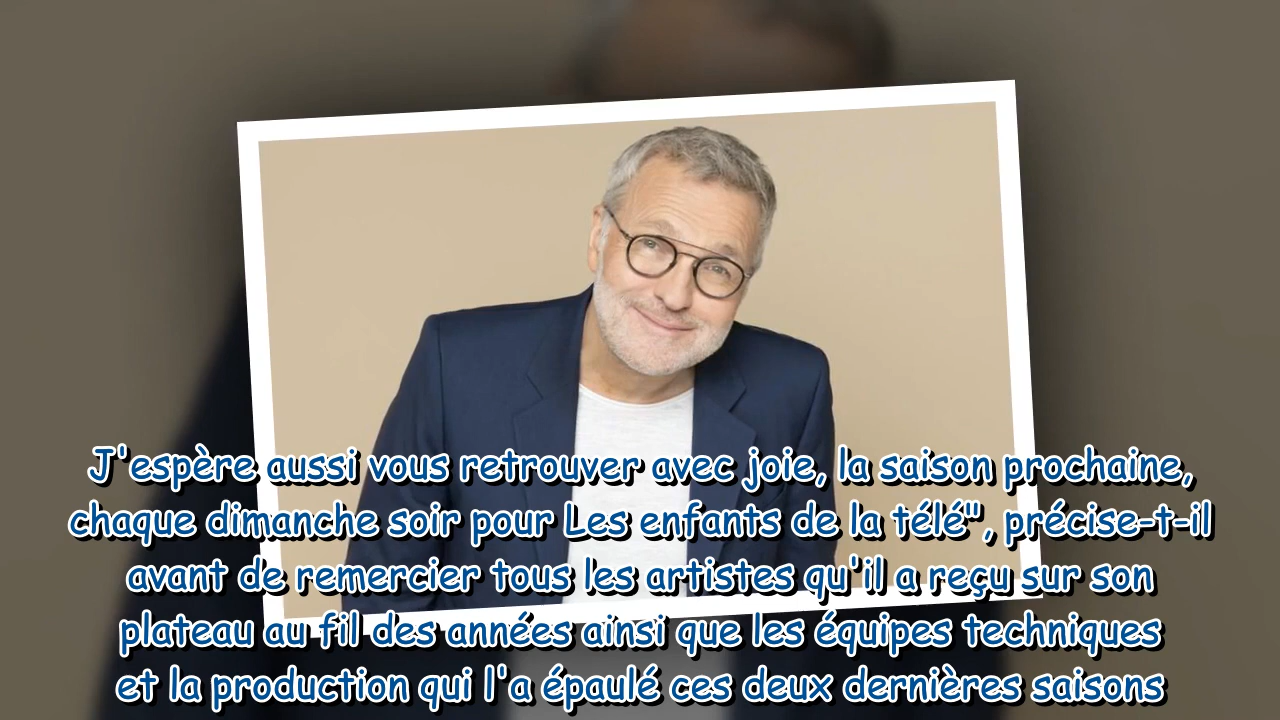 J'espère aussi vous retrouver avec joie, la saison prochaine,
chaque dimanche soir pour Les enfants de la télé", précise-t-il
avant de remercier tous les artistes qu'il a reçu sur son
plateau au fil des années ainsi que les équipes techniques
et la production qui l'a épaulé ces deux dernières saisons